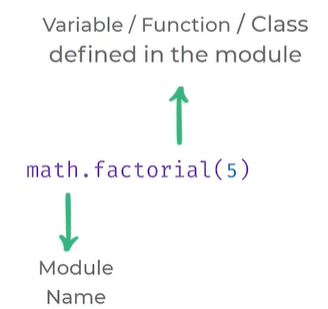 Variable / Function / Class
defined in the module
math.factorial(5)
Module
Name